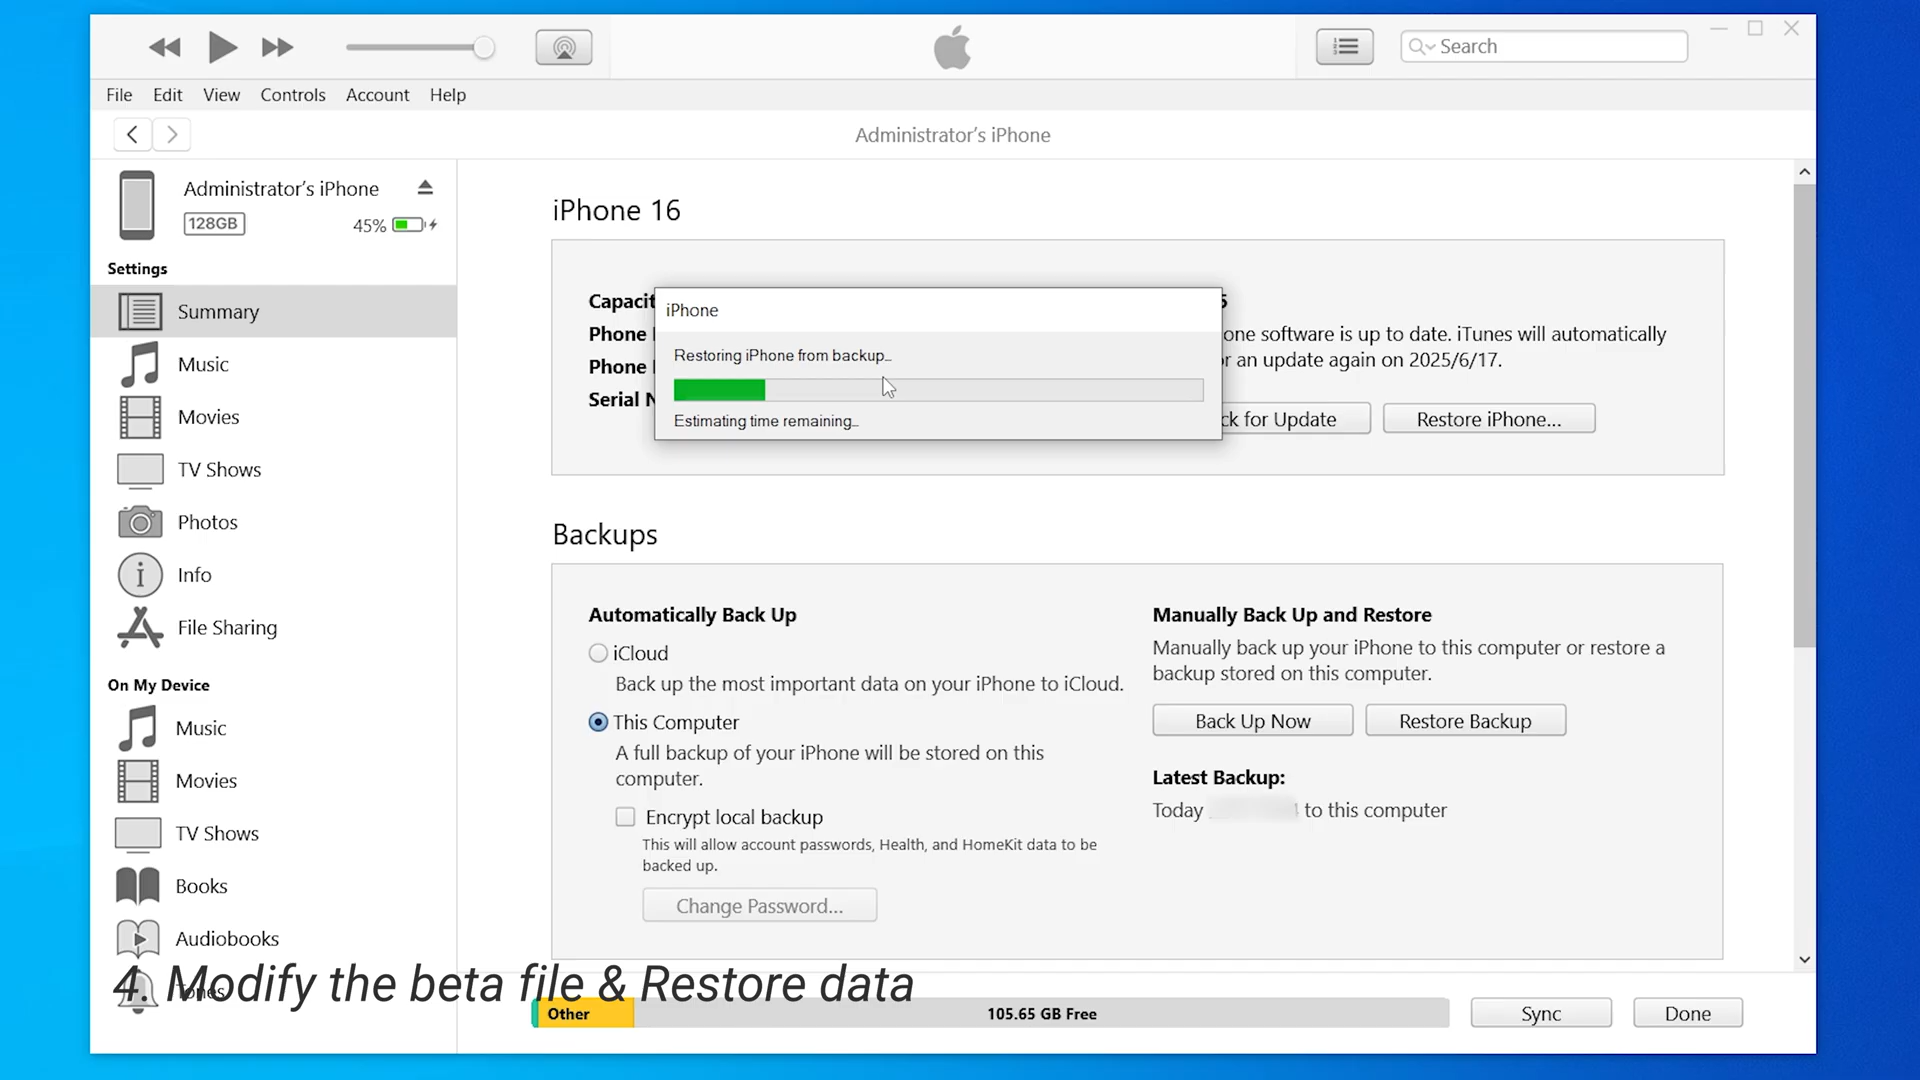 Search
File Edit View Controls Account Help
Administrator's iPhone
Administrator's iPhone
128GB
45%
Settings
Summary
Music
Movies
TV Shows
Photos
Info
File Sharing
On My Device
Music
Movies
TV Shows
Books
Audiobooks
Tones
iPhone 16
Capacit
Phone
Phone
Serial N
iPhone
Restoring iPhone from backup...
Estimating time remaining...
one software is up to date. iTunes will automatically
r an update again on 2025/6/17.
ck for Update
Restore iPhone...
Backups
Automatically Back Up
iCloud
Back up the most important data on your iPhone to iCloud.
This Computer
A full backup of your iPhone will be stored on this
computer.
Encrypt local backup
This will allow account passwords, Health, and HomeKit data to be
backed up.
Change Password...
Manually Back Up and Restore
Manually back up your iPhone to this computer or restore a
backup stored on this computer.
Back Up Now
Restore Backup
Latest Backup:
Today to this computer
4. Modify the beta file & Restore data
Other
105.65 GB Free
Sync
Done